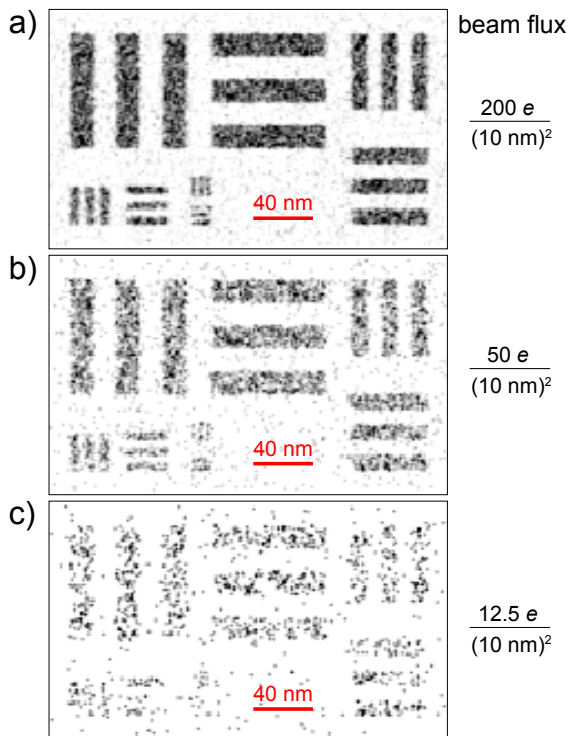 a) beam flux
200 e
(10 nm)²
40 nm
b)
50 e
(10 nm)²
40 nm
c)
12.5 e
(10 nm)²
40 nm